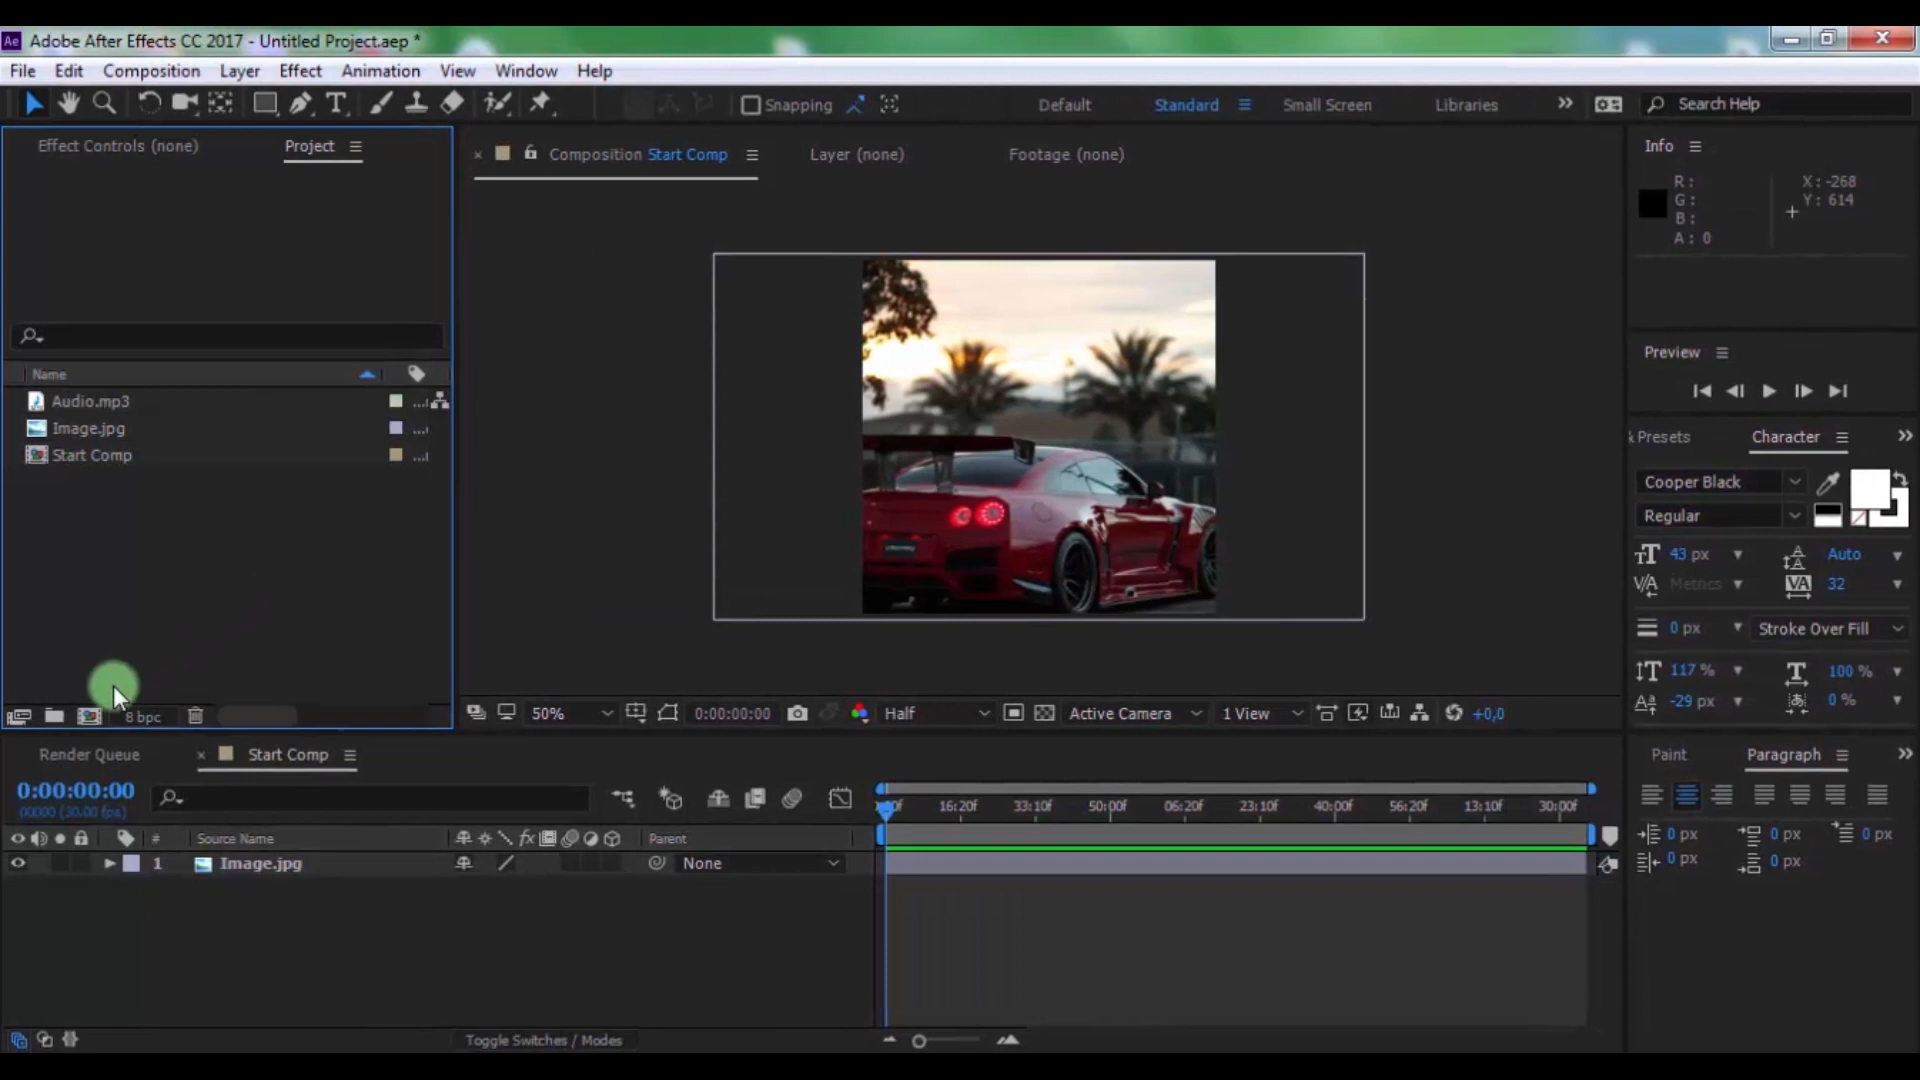 Ae Adobe After Effects CC 2017 - Untitled Project.aep *
File Edit Composition Layer Effect Animation View Window Help
Snapping Default Standard Small Screen Libraries Search Help
Effect Controls (none) Project
Composition Start Comp Layer (none) Footage (none)
Info
R :
G :
B :
A : 0
X : -268
Y : 614
Name
Audio.mp3 ...
Image.jpg ...
Start Comp ...
Preview
Presets Character
Cooper Black
Regular
43 px Auto
Metrics 32
0 px Stroke Over Fill
117 % 100 %
-29 px 0 %
8 bpc
50% 0:00:00:00 Half Active Camera 1 View +0,0
Render Queue Start Comp
0:00:00:00
00000 (30.00 fps)
16:20f 33:10f 50:00f 06:20f 23:10f 40:00f 56:20f 13:10f 30:00f
# Source Name fx Parent
1 Image.jpg None
Paint Paragraph
0 px 0 px 0 px
0 px 0 px
Toggle Switches / Modes